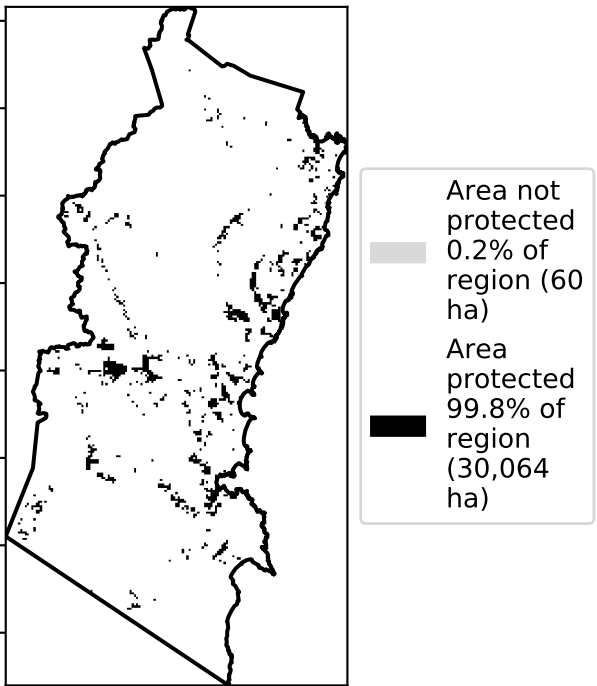 Area not
protected
0.2% of
region (60
ha)
Area
protected
99.8% of
region
(30,064
ha)